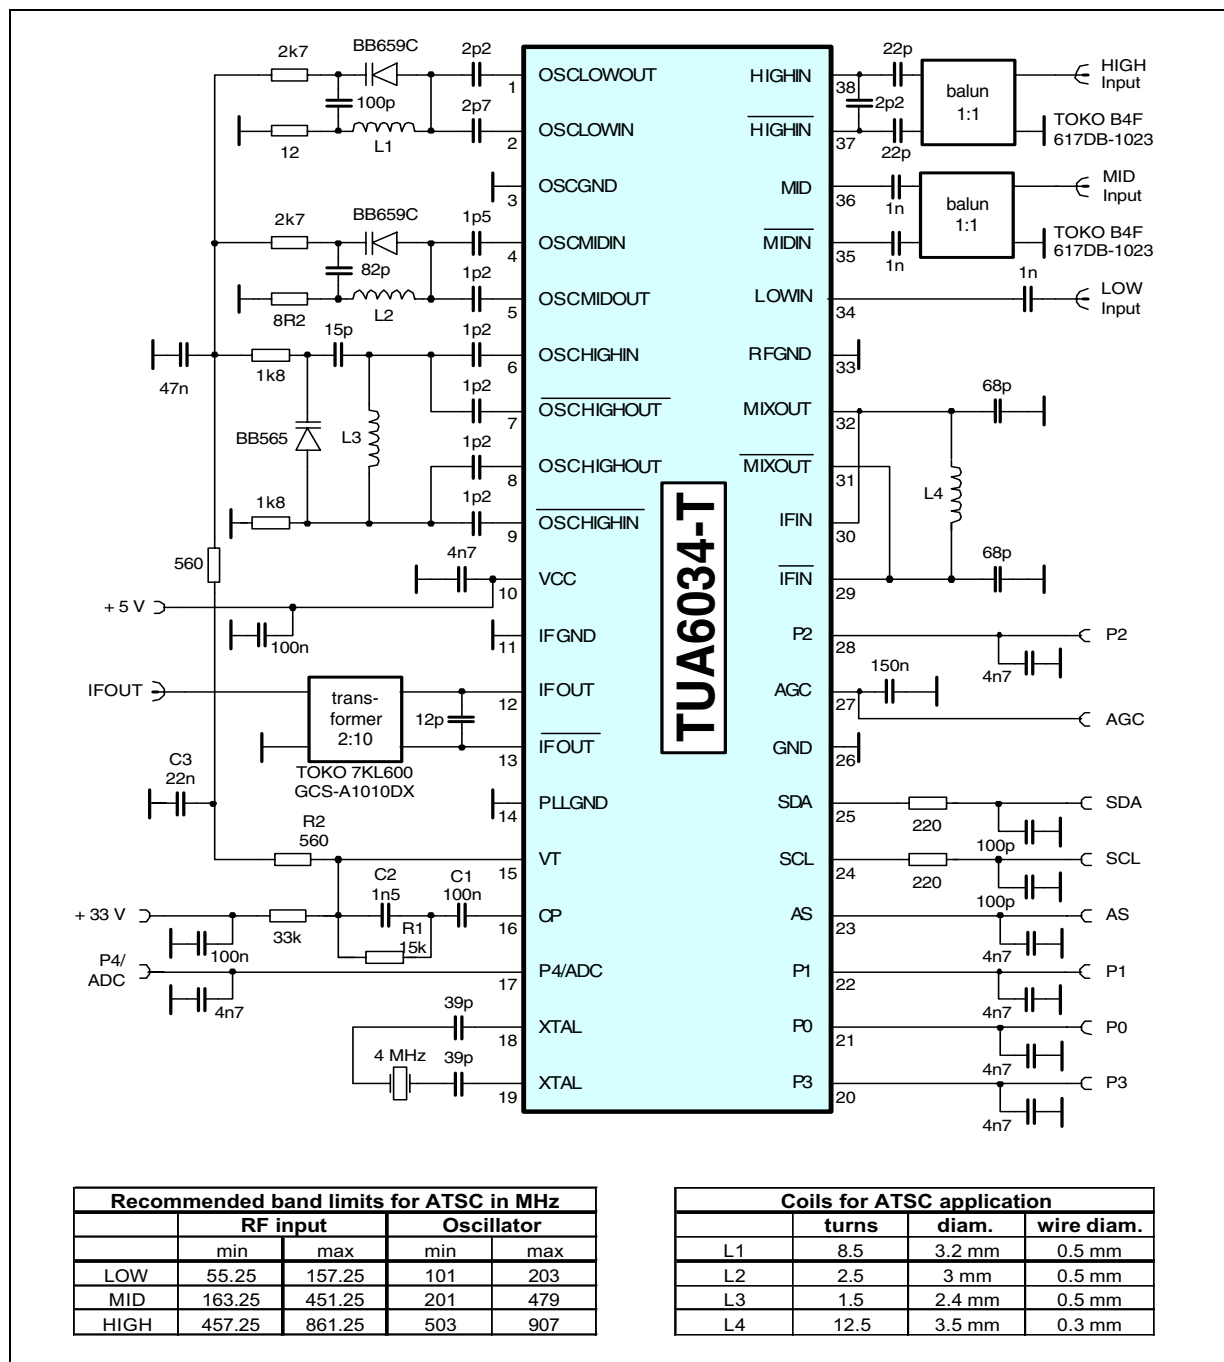 2k7
BB659C
2p2
1
OSCLOWOUT
HIGHIN
38
22p
balun
1:1
HIGH
Input
100p
2p7
2p2
12
L1
2
OSCLOWIN
HIGHIN
37
22p
TOKO B4F
617DB-1023
3
OSCGND
MID
36
1n
balun
1:1
MID
Input
2k7
BB659C
1p5
4
OSCMIDIN
MIDIN
35
1n
TOKO B4F
617DB-1023
82p
1p2
8R2
L2
5
OSCMIDOUT
LOWIN
34
1n
LOW
Input
47n
1k8
15p
1p2
6
OSCHIGHIN
RFGND
33
1p2
7
OSCHIGHOUT
MIXOUT
32
68p
BB565
L3
1p2
8
OSCHIGHOUT
MIXOUT
31
L4
1k8
1p2
9
OSCHIGHIN
IFIN
30
560
4n7
10
VCC
IFIN
29
68p
+ 5 V
100n
11
IFGND
P2
28
4n7
P2
IFOUT
trans-
former
2:10
12p
12
IFOUT
AGC
27
150n
AGC
TOKO 7KL600
GCS-A1010DX
13
IFOUT
GND
26
TUA6034-T
C3
22n
14
PLLGND
SDA
25
220
100p
SDA
R2
560
15
VT
SCL
24
220
100p
SCL
+ 33 V
100n
33k
C2
1n5
C1
100n
R1
15k
16
CP
AS
23
4n7
AS
P4/
ADC
4n7
17
P4/ADC
P1
22
4n7
P1
39p
18
XTAL
P0
21
4n7
P0
4 MHz
39p
19
XTAL
P3
20
4n7
P3
Recommended band limits for ATSC in MHz
RF input Oscillator
min max min max
LOW 55.25 157.25 101 203
MID 163.25 451.25 201 479
HIGH 457.25 861.25 503 907
Coils for ATSC application
turns diam. wire diam.
L1 8.5 3.2 mm 0.5 mm
L2 2.5 3 mm 0.5 mm
L3 1.5 2.4 mm 0.5 mm
L4 12.5 3.5 mm 0.3 mm